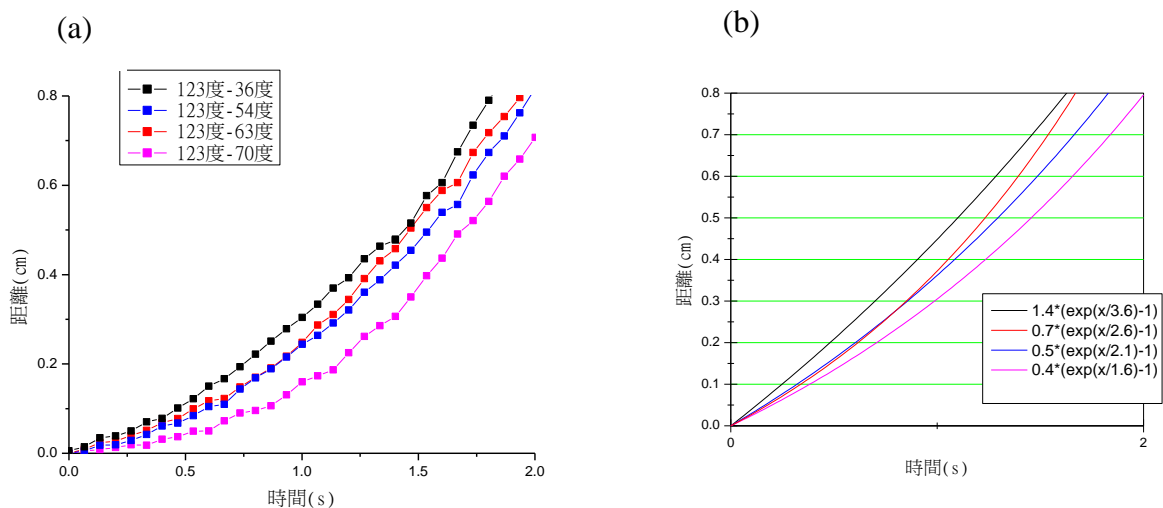 (a)
(b)
123度-36度
123度-54度
123度-63度
123度-70度
0.8
0.6
0.4
0.2
0.0
距離(cm)
0.0
0.5
1.0
1.5
2.0
時間(s)
0.8
0.7
0.6
0.5
0.4
0.3
0.2
0.1
0.0
距離(cm)
1.4*(exp(x/3.6)-1)
0.7*(exp(x/2.6)-1)
0.5*(exp(x/2.1)-1)
0.4*(exp(x/1.6)-1)
0
2
時間(s)